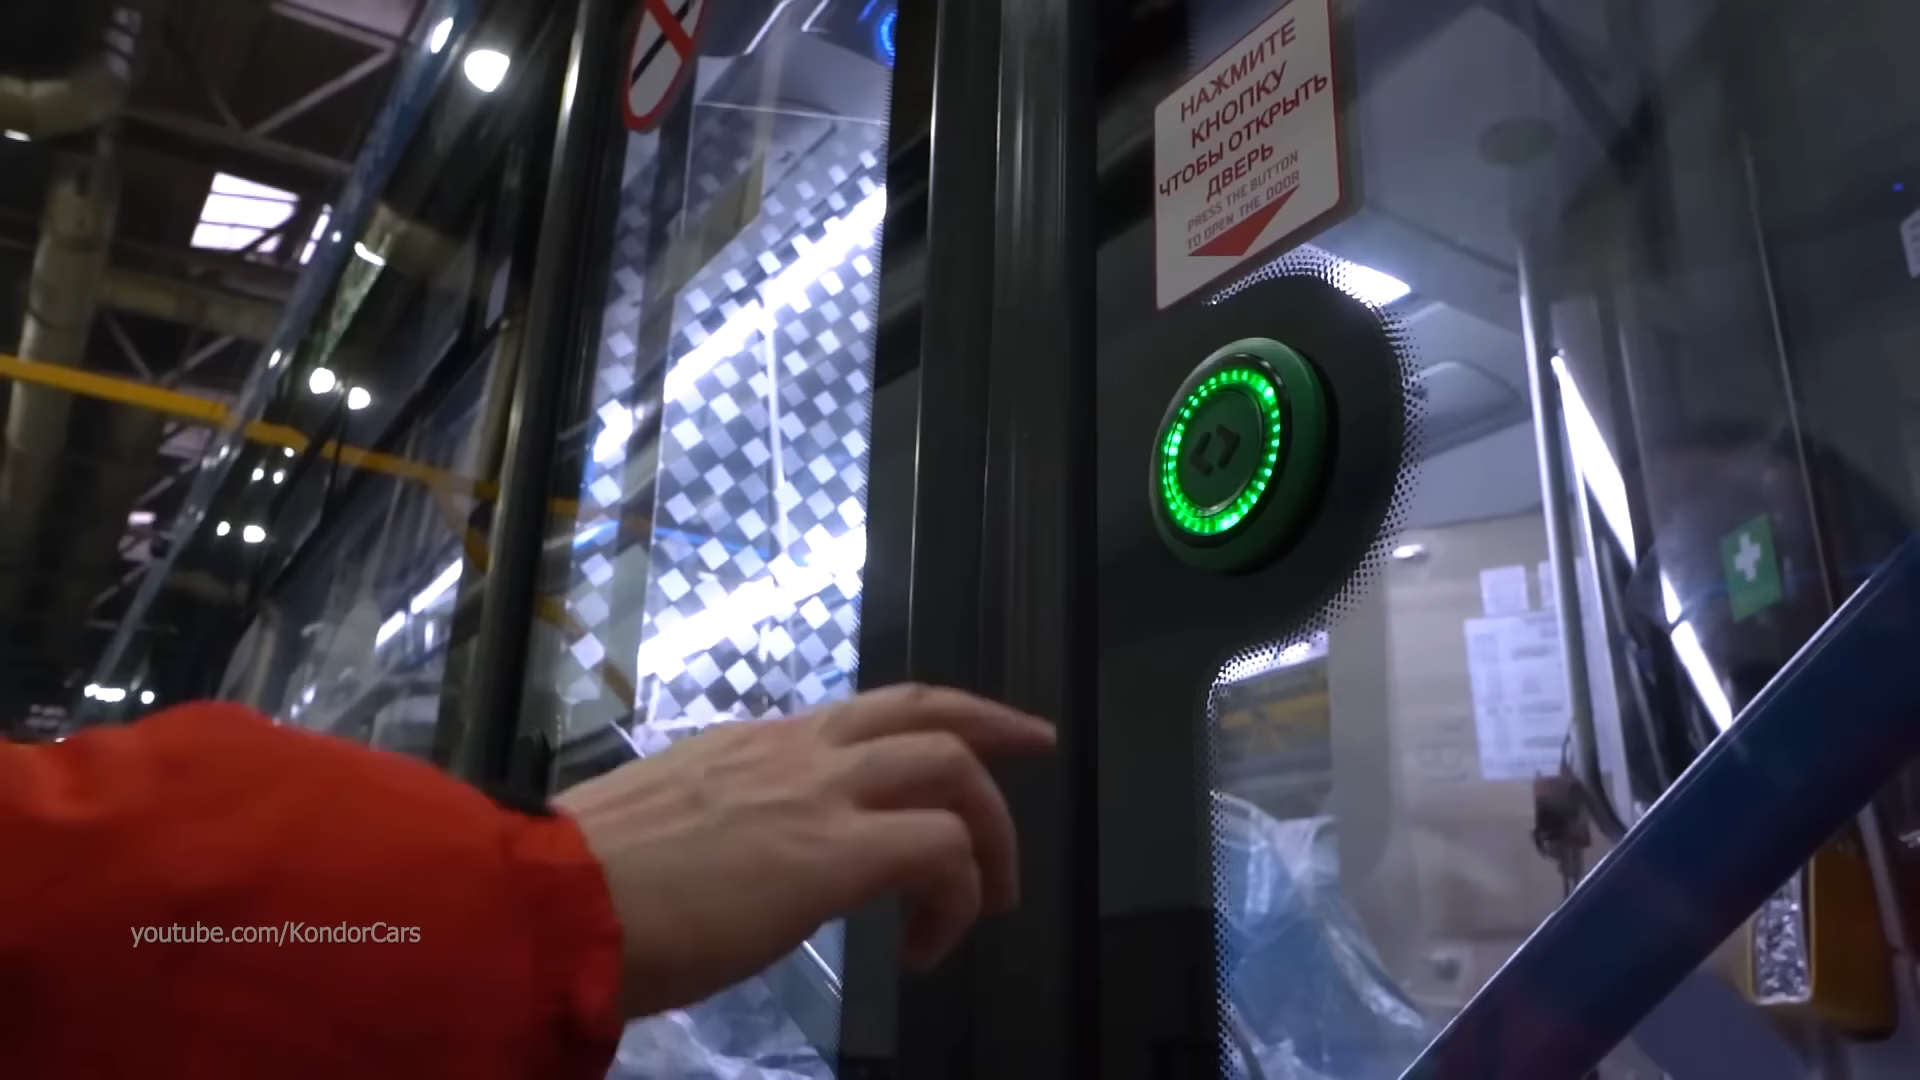 НАЖМИТЕ
КНОПКУ
ЧТОБЫ ОТКРЫТЬ
ДВЕРЬ
PRESS THE BUTTON
TO OPEN THE DOOR
youtube.com/KondorCars